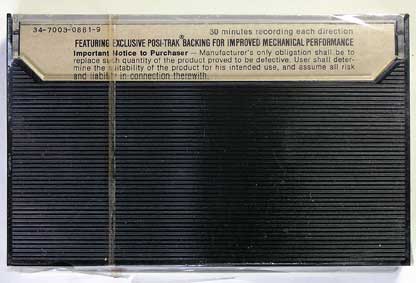 34-7003-0881-9
30 minutes recording each direction
FEATURING EXCLUSIVE POSI-TRAK® BACKING FOR IMPROVED MECHANICAL PERFORMANCE
Important Notice to Purchaser — Manufacturer's only obligation shall be to
replace such quantity of the product proved to be defective. User shall deter-
mine the suitability of the product for his intended use, and assume all risk
and liability in connection therewith.